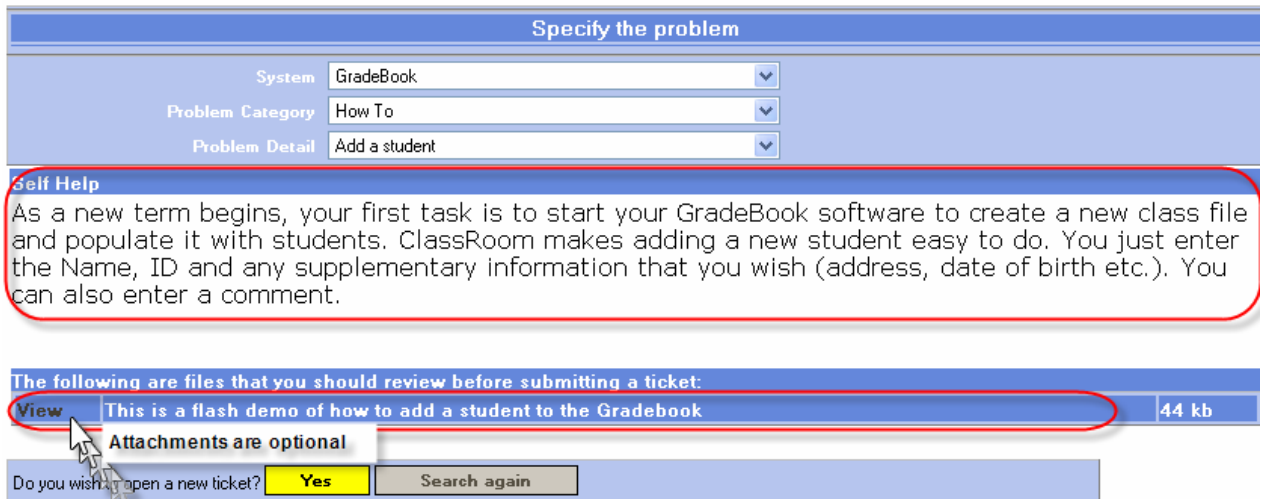 Specify the problem
System GradeBook
Problem Category How To
Problem Detail Add a student
Self Help
As a new term begins, your first task is to start your GradeBook software to create a new class file
and populate it with students. ClassRoom makes adding a new student easy to do. You just enter
the Name, ID and any supplementary information that you wish (address, date of birth etc.). You
can also enter a comment.
The following are files that you should review before submitting a ticket:
View This is a flash demo of how to add a student to the Gradebook 44 kb
Attachments are optional
Do you wish open a new ticket? Yes Search again